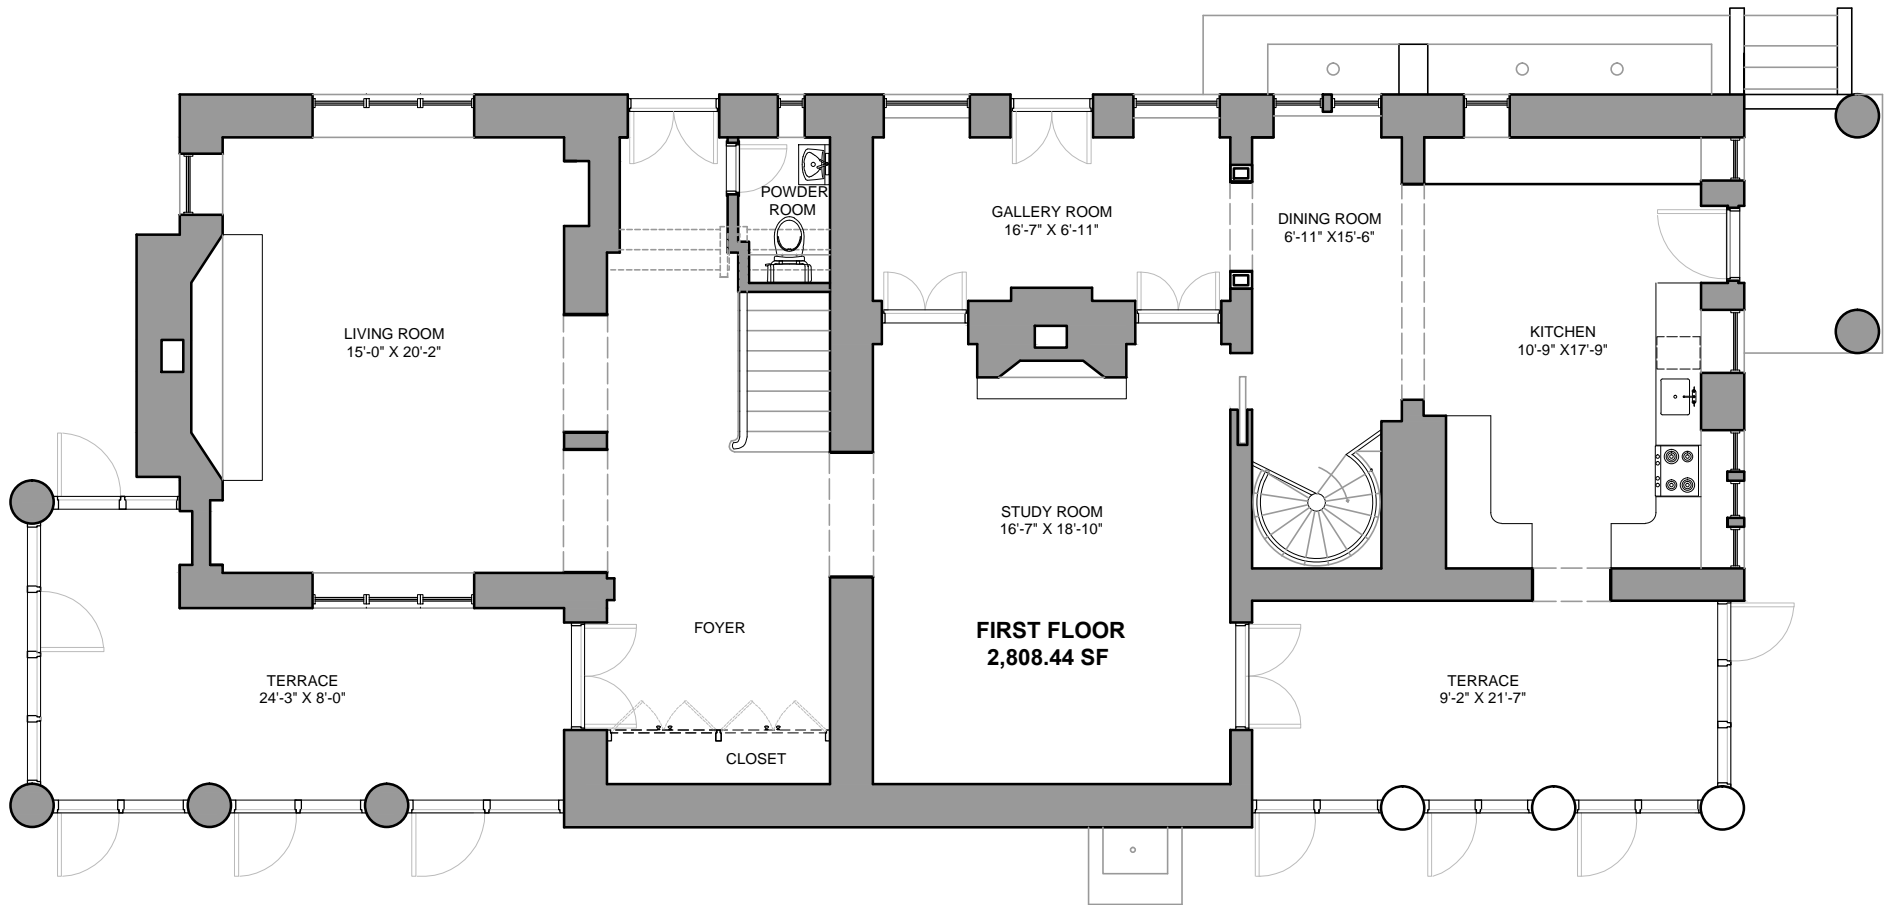 POWDER
ROOM
GALLERY ROOM
16'-7" X 6'-11"
DINING ROOM
6'-11" X15'-6"
LIVING ROOM
15'-0" X 20'-2"
KITCHEN
10'-9" X17'-9"
STUDY ROOM
16'-7" X 18'-10"
FOYER
FIRST FLOOR
2,808.44 SF
TERRACE
24'-3" X 8'-0"
TERRACE
9'-2" X 21'-7"
CLOSET